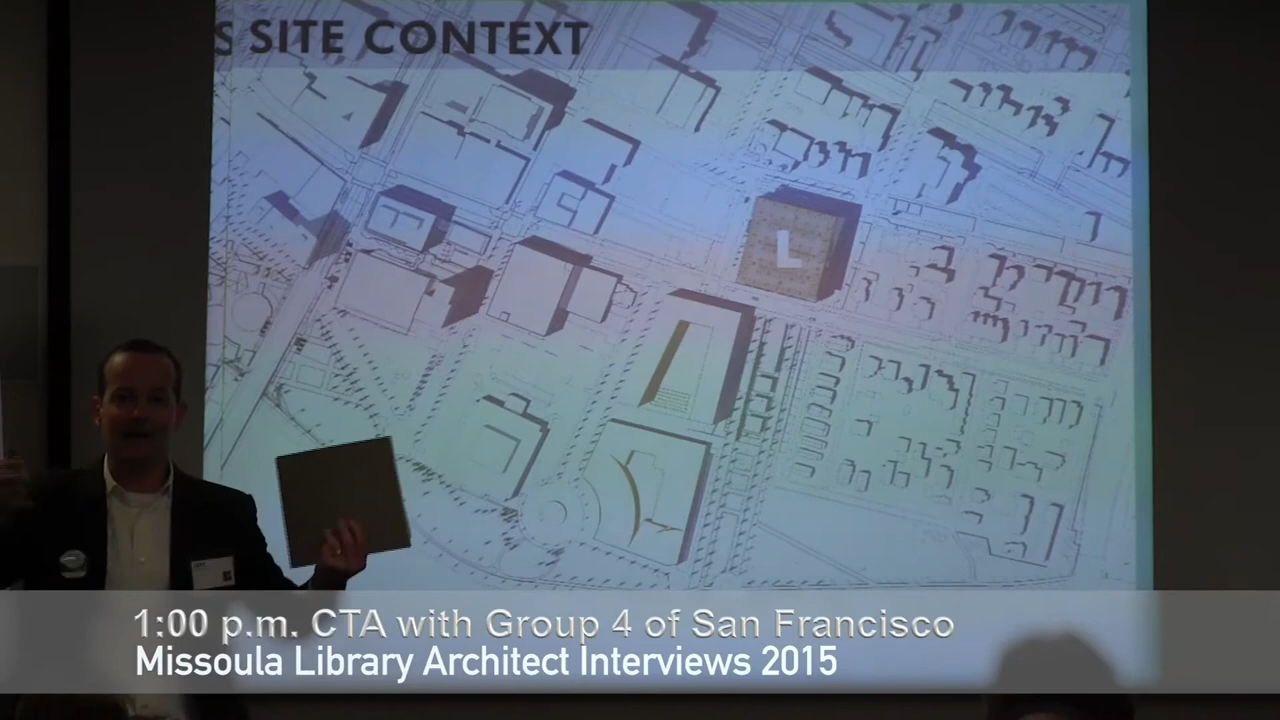 S SITE CONTEXT
L
1:00 p.m. CTA with Group 4 of San Francisco
Missoula Library Architect Interviews 2015